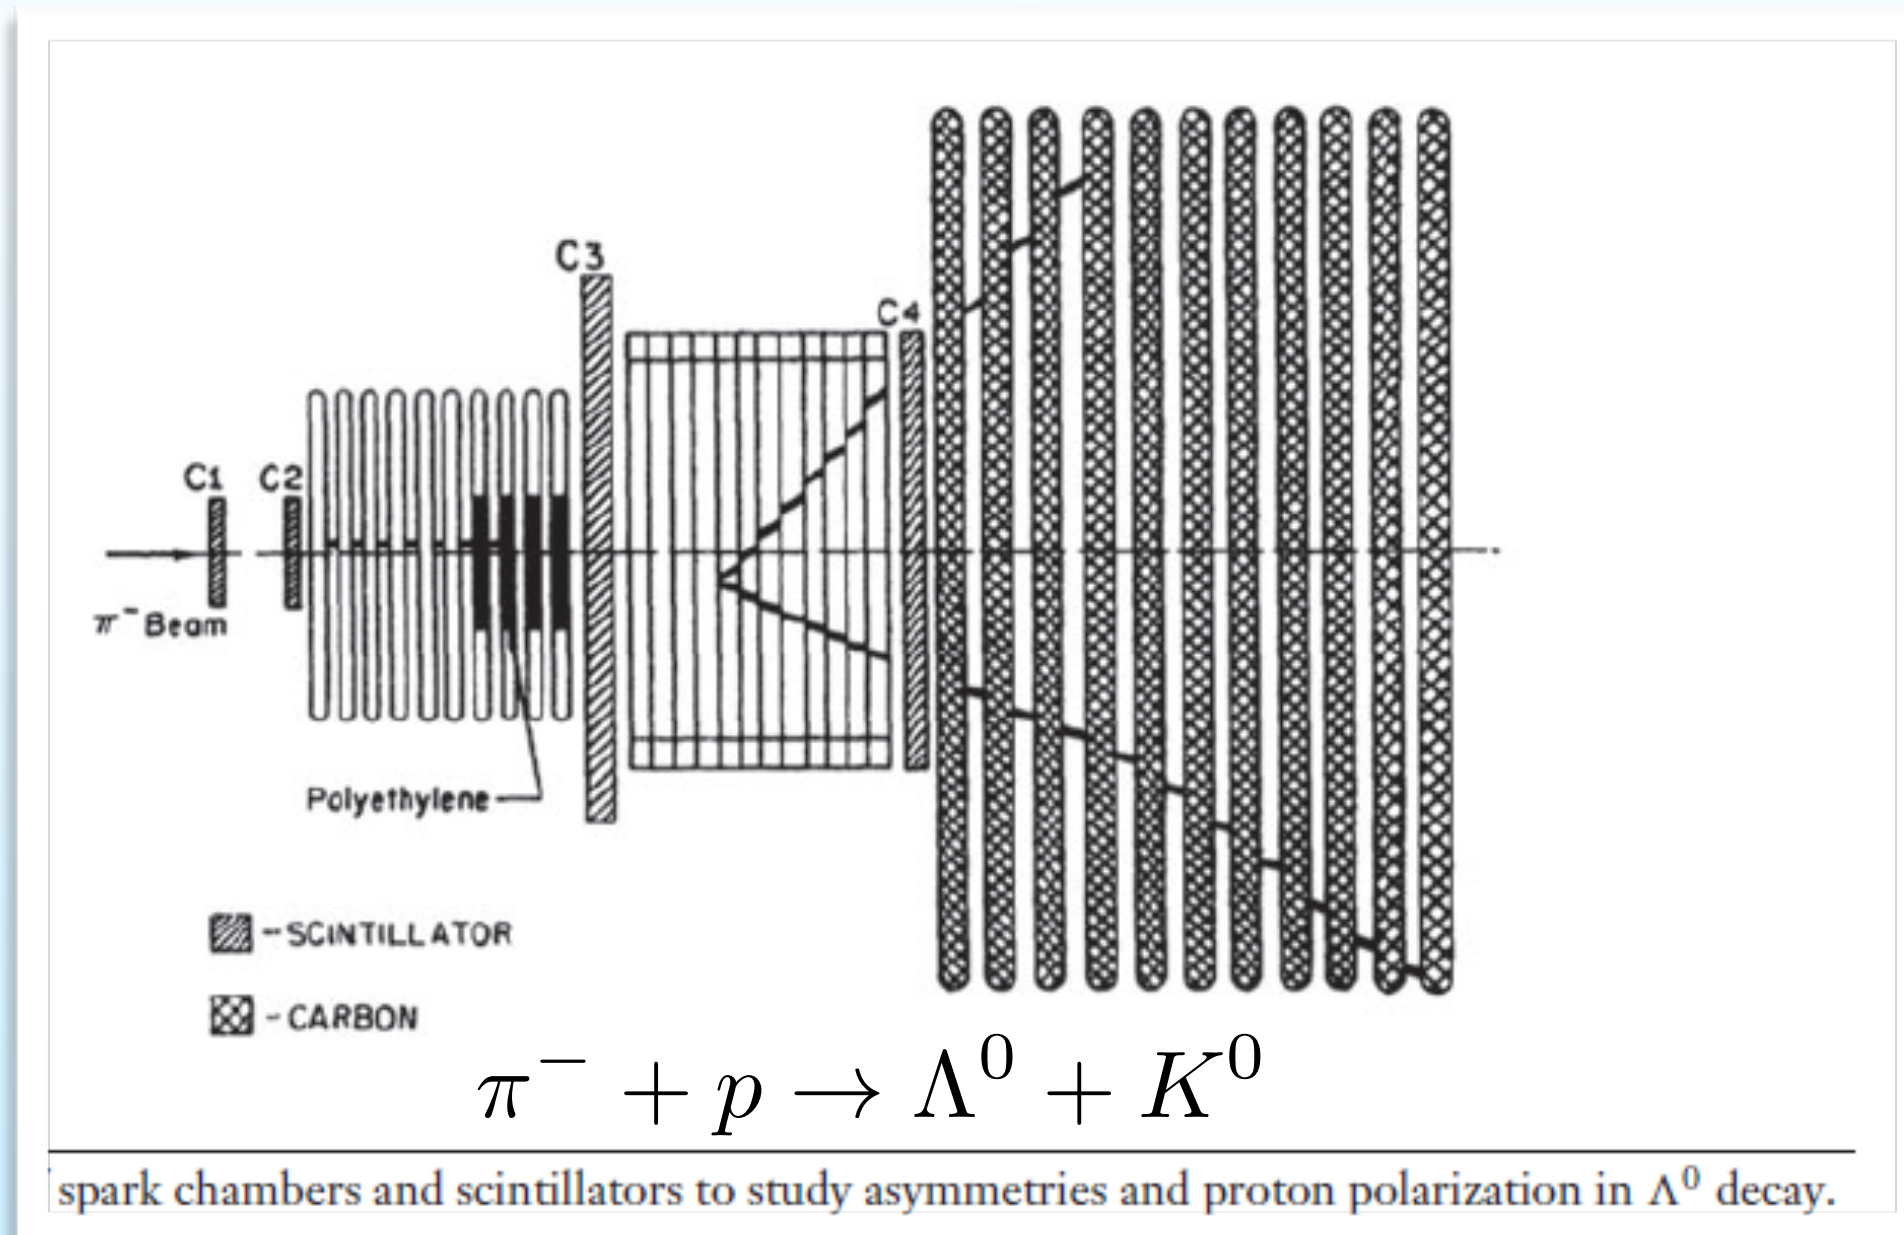 C3
C4
C1 C2
π⁻ Beam
Polyethylene
- SCINTILLATOR
- CARBON
π⁻ + p → Λ⁰ + K⁰
spark chambers and scintillators to study asymmetries and proton polarization in Λ⁰ decay.